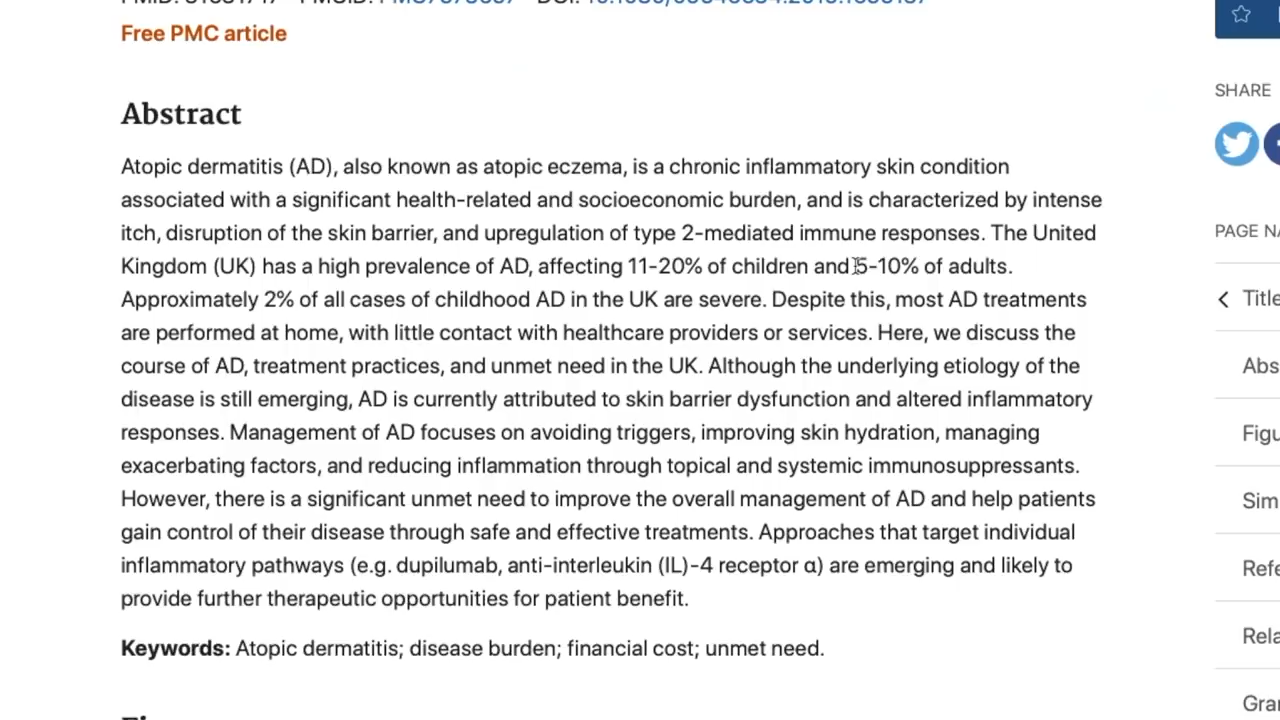 Free PMC article
SHARE
Abstract
Atopic dermatitis (AD), also known as atopic eczema, is a chronic inflammatory skin condition
associated with a significant health-related and socioeconomic burden, and is characterized by intense
itch, disruption of the skin barrier, and upregulation of type 2-mediated immune responses. The United
Kingdom (UK) has a high prevalence of AD, affecting 11-20% of children and 5-10% of adults.
Approximately 2% of all cases of childhood AD in the UK are severe. Despite this, most AD treatments
are performed at home, with little contact with healthcare providers or services. Here, we discuss the
course of AD, treatment practices, and unmet need in the UK. Although the underlying etiology of the
disease is still emerging, AD is currently attributed to skin barrier dysfunction and altered inflammatory
responses. Management of AD focuses on avoiding triggers, improving skin hydration, managing
exacerbating factors, and reducing inflammation through topical and systemic immunosuppressants.
However, there is a significant unmet need to improve the overall management of AD and help patients
gain control of their disease through safe and effective treatments. Approaches that target individual
inflammatory pathways (e.g. dupilumab, anti-interleukin (IL)-4 receptor α) are emerging and likely to
provide further therapeutic opportunities for patient benefit.
Keywords: Atopic dermatitis; disease burden; financial cost; unmet need.
PAGE NA
Title
Abs
Figu
Sim
Refe
Rela
Gran